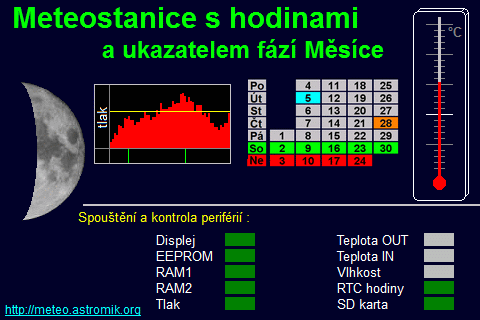 Meteostanice s hodinami
a ukazatelem fází Měsíce
°C
tlak
Po 4 11 18 25
Út 5 12 19 26
St 6 13 20 27
Čt 7 14 21 28
Pá 1 8 15 22 29
So 2 9 16 23 30
Ne 3 10 17 24
Spouštění a kontrola periférií :
Displej Teplota OUT
EEPROM Teplota IN
RAM1 Vlhkost
RAM2 RTC hodiny
Tlak SD karta
http://meteo.astromik.org